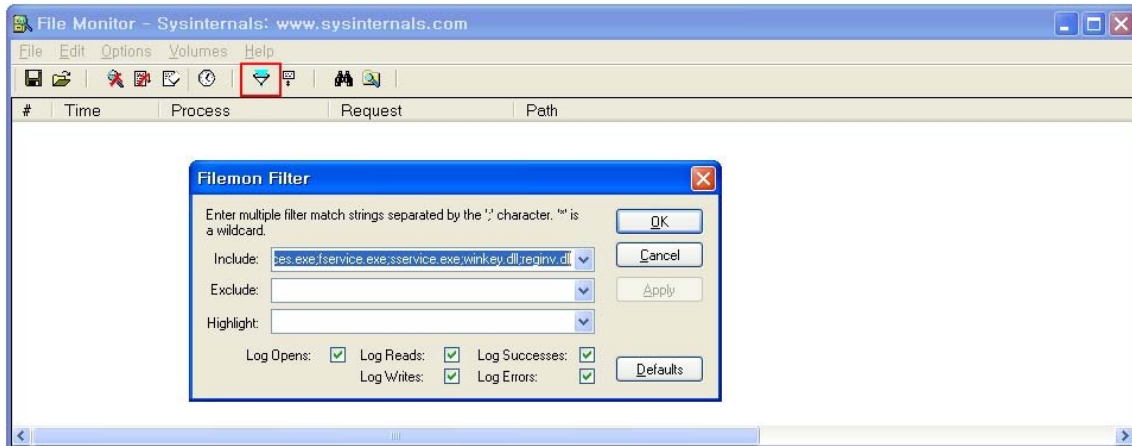 File Monitor - Sysinternals: www.sysinternals.com
File Edit Options Volumes Help
# Time Process Request Path
Filemon Filter
Enter multiple filter match strings separated by the ';' character. '*' is
a wildcard.
OK
Include: ces.exe;fservice.exe;sservice.exe;winkey.dll;reginv.dll
Cancel
Exclude:
Apply
Highlight:
Log Opens: Log Reads: Log Successes:
Log Writes: Log Errors:
Defaults